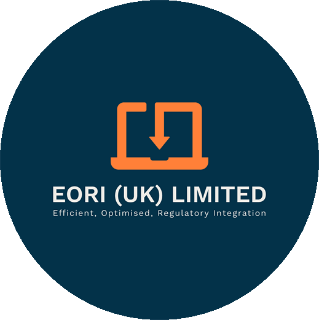 EORI (UK) LIMITED
Efficient, Optimised, Regulatory Integration